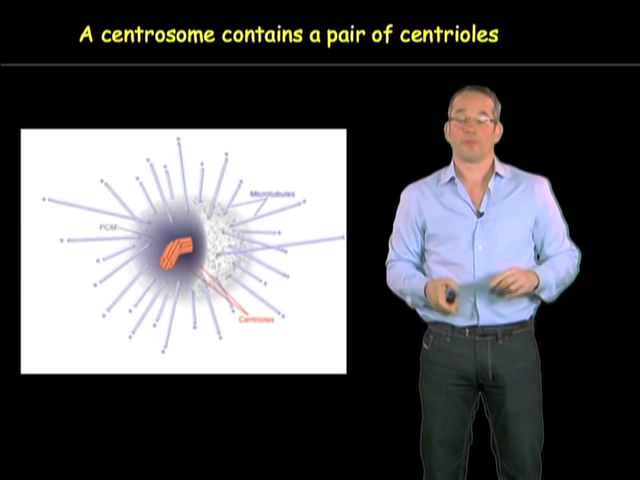 A centrosome contains a pair of centrioles
Microtubules
PCM
Centrioles